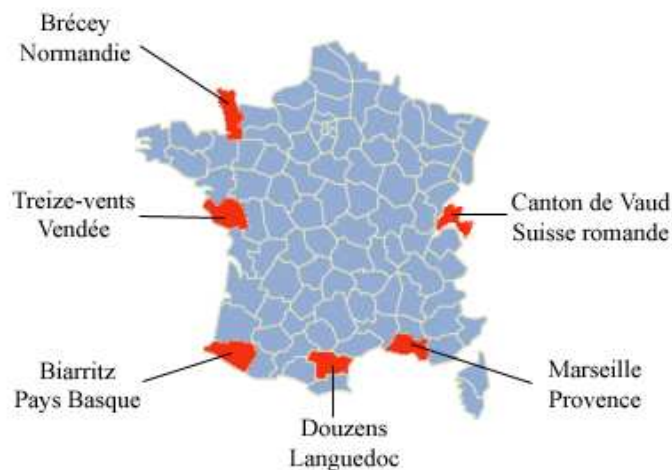 Brécey
Normandie
Treize-vents
Vendée
Canton de Vaud
Suisse romande
Biarritz
Pays Basque
Marseille
Provence
Douzens
Languedoc